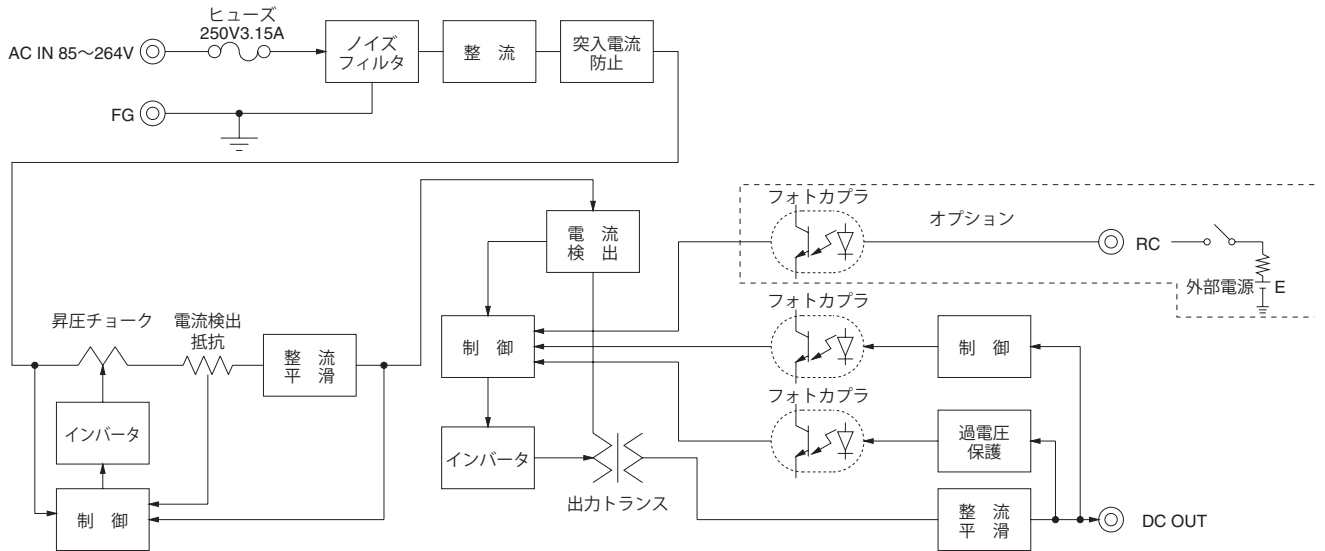 ヒューズ
250V3.15A
AC IN 85～264V
ノイズ
フィルタ
整 流
突入電流
防止
FG
フォトカプラ
オプション
RC
外部電源
E
電 流
検 出
昇圧チョーク
電流検出
抵抗
整 流
平 滑
制 御
フォトカプラ
制 御
フォトカプラ
インバータ
インバータ
過電圧
保護
出力トランス
制 御
整 流
平 滑
DC OUT